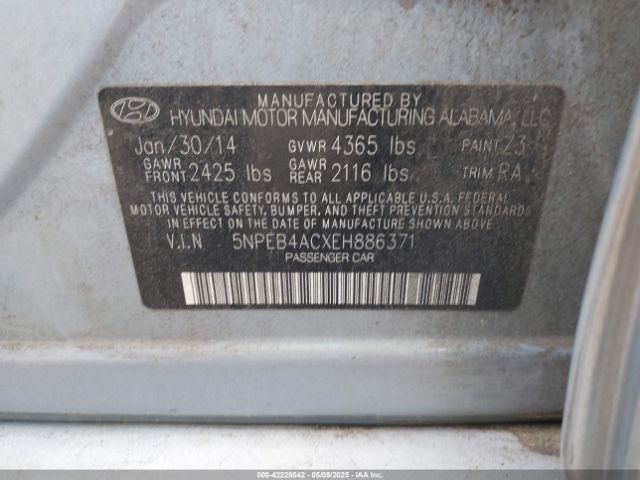 MANUFACTURED BY
HYUNDAI MOTOR MANUFACTURING ALABAMA, LLC
Jan/30/14 GVWR 4365 lbs PAINT Z3
GAWR FRONT 2425 lbs GAWR REAR 2116 lbs TRIM RA
THIS VEHICLE CONFORMS TO ALL APPLICABLE U.S.A. FEDERAL
MOTOR VEHICLE SAFETY, BUMPER, AND THEFT PREVENTION
STANDARDS IN EFFECT ON THE DATE OF MANUFACTURE SHOWN ABOVE.
V.I.N 5NPEB4ACXEH886371
PASSENGER CAR
000-42228542 - 05/09/2025 - IAAI.COM